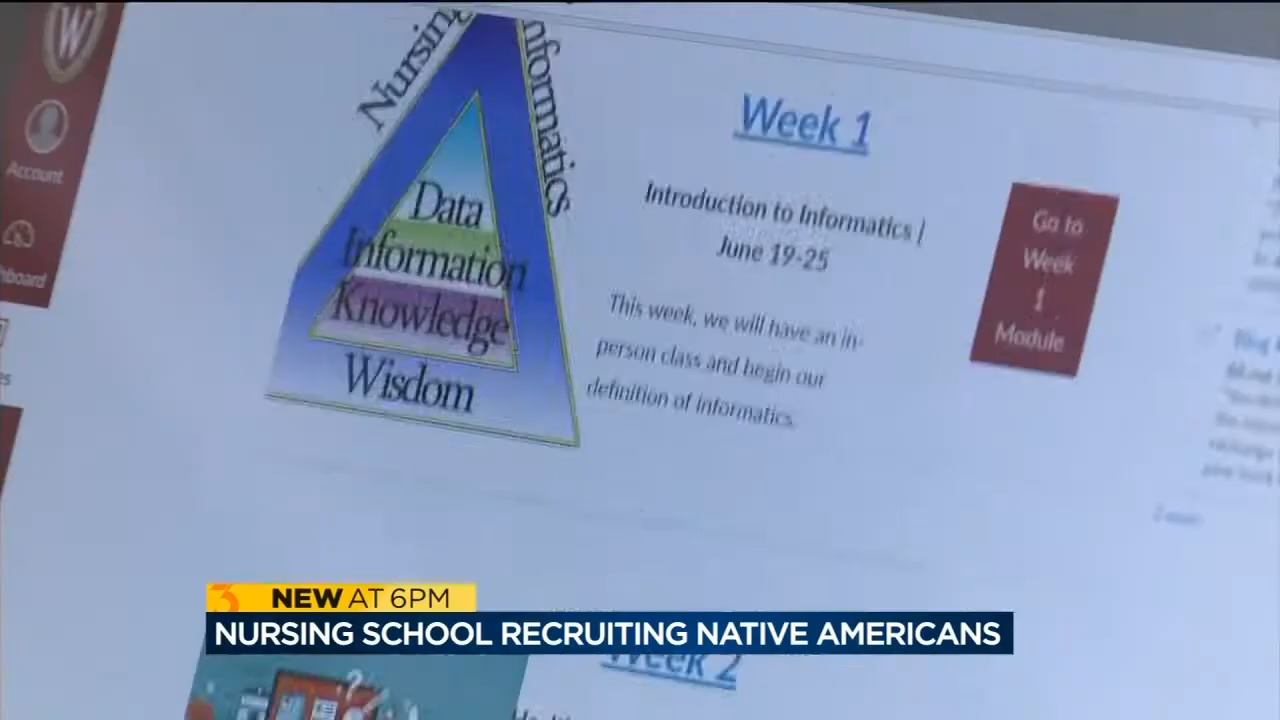 W
Account
Nursing
Informatics
Data
Information
Knowledge
Wisdom
Week 1
Introduction to Informatics |
June 19-25
This week, we will have an in-
person class and begin our
definition of informatics.
Go to
Week
1
Module
3 NEW AT 6PM
NURSING SCHOOL RECRUITING NATIVE AMERICANS
Week 2